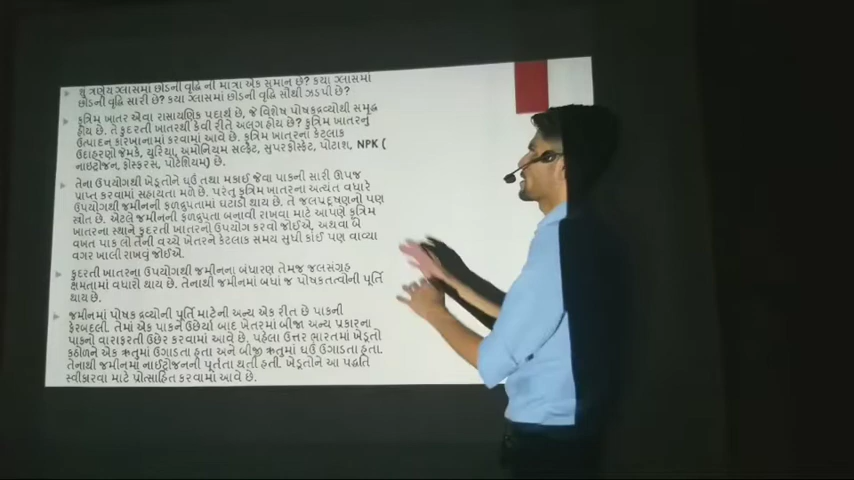 શું ત્રણેય ગ્લાસમાં છોડની વૃદ્ધિ ની માત્રા એક સમાન છે? કયા ગ્લાસમાં
છોડની વૃદ્ધિ સારી છે? કયા ગ્લાસમાં છોડની વૃદ્ધિ સૌથી ઝડપી છે?
કૃત્રિમ ખાતર એવા રાસાયણિક પદાર્થ છે, જે વિશેષ પોષકદ્રવ્યોથી સમૃદ્ધ
હોય છે. તે કુદરતી ખાતરથી કેવી રીતે અલગ હોય છે? કૃત્રિમ ખાતરનું
ઉત્પાદન કારખાનામાં કરવામાં આવે છે. કૃત્રિમ ખાતરનાં કેટલાક
ઉદાહરણો જેમકે, યૂરિયા, અમોનિયમ સલ્ફેટ, સુપરફોસ્ફેટ, પોટાશ, NPK (
નાઇટ્રોજન, ફોસ્ફરસ, પોટેશિયમ) છે.
તેના ઉપયોગથી ખેડૂતોને ઘઉં તથા મકાઈ જેવા પાકની સારી ઊપજ
પ્રાપ્ત કરવામાં સહાયતા મળે છે. પરંતુ કૃત્રિમ ખાતરના અત્યંત વધારે
ઉપયોગથી જમીનની ફળદ્રુપતામાં ઘટાડો થાય છે. તે જલપ્રદૂષણનો પણ
સ્ત્રોત છે. એટલે જમીનની ફળદ્રુપતા બનાવી રાખવા માટે આપણે કૃત્રિમ
ખાતરના સ્થાને કુદરતી ખાતરનો ઉપયોગ કરવો જોઈએ, અથવા બે
વખત પાક લો તેની વચ્ચે ખેતરને કેટલાક સમય સુધી કોઈ પણ વાવ્યા
વગર ખાલી રાખવું જોઈએ.
કુદરતી ખાતરના ઉપયોગથી જમીનના બંધારણ તેમજ જલસંગ્રહ
ક્ષમતામાં વધારો થાય છે. તેનાથી જમીનમાં બધાં જ પોષકતત્વોની પૂર્તિ
થાય છે.
જમીનમાં પોષક દ્રવ્યોની પૂર્તિ માટેની અન્ય એક રીત છે પાકની
ફેરબદલી. તેમાં એક પાકને ઉછેર્યા બાદ ખેતરમાં બીજા અન્ય પ્રકારના
પાકનો વારાફરતી ઉછેર કરવામાં આવે છે. પહેલા ઉત્તર ભારતમાં ખેડૂતો
કઠોળને એક ઋતુમાં ઉગાડતા હતા અને બીજી ઋતુમાં ઘઉં ઉગાડતા હતા.
તેનાથી જમીનમાં નાઈટ્રોજનની પૂર્તતા થતી હતી. ખેડૂતોને આ પદ્ધતિ
સ્વીકારવા માટે પ્રોત્સાહિત કરવામાં આવે છે.